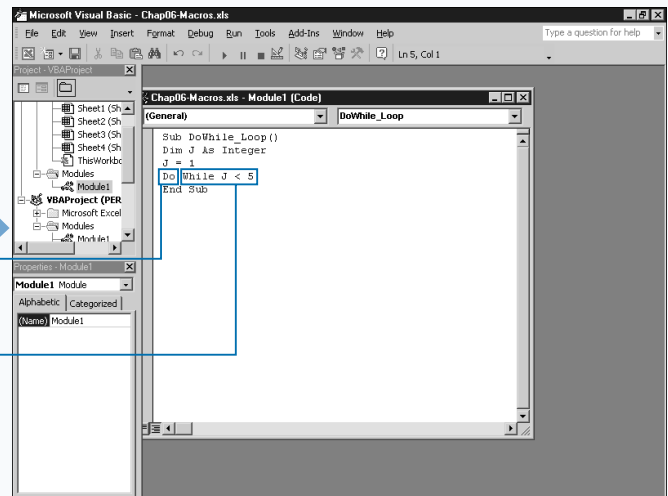 Microsoft Visual Basic - Chap06-Macros.xls
File Edit View Insert Format Debug Run Tools Add-Ins Window Help
Type a question for help
Ln 5, Col 1
Project - VBAProject
Sheet1 (Sh
Sheet2 (Sh
Sheet3 (Sh
Sheet4 (Sh
ThisWorkbo
Modules
Module1
VBAProject (PER
Microsoft Excel
Modules
Module1
Properties - Module1
Module1 Module
Alphabetic Categorized
(Name) Module1
Chap06-Macros.xls - Module1 (Code)
(General) DoWhile_Loop
Sub DoWhile_Loop()
Dim J As Integer
J = 1
Do While J < 5
End Sub